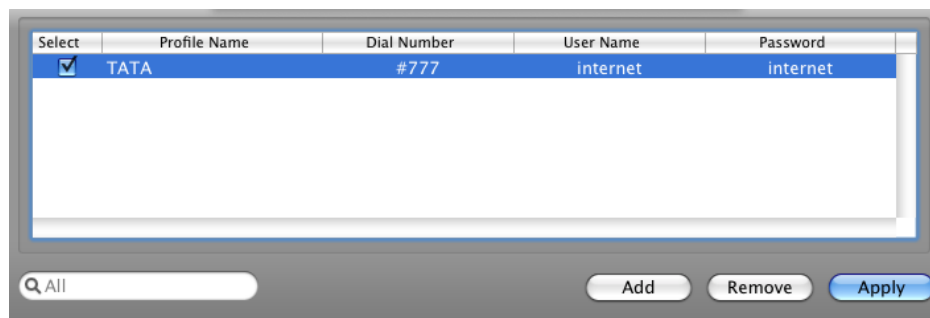 Select Profile Name Dial Number User Name Password
TATA #777 internet internet
All Add Remove Apply